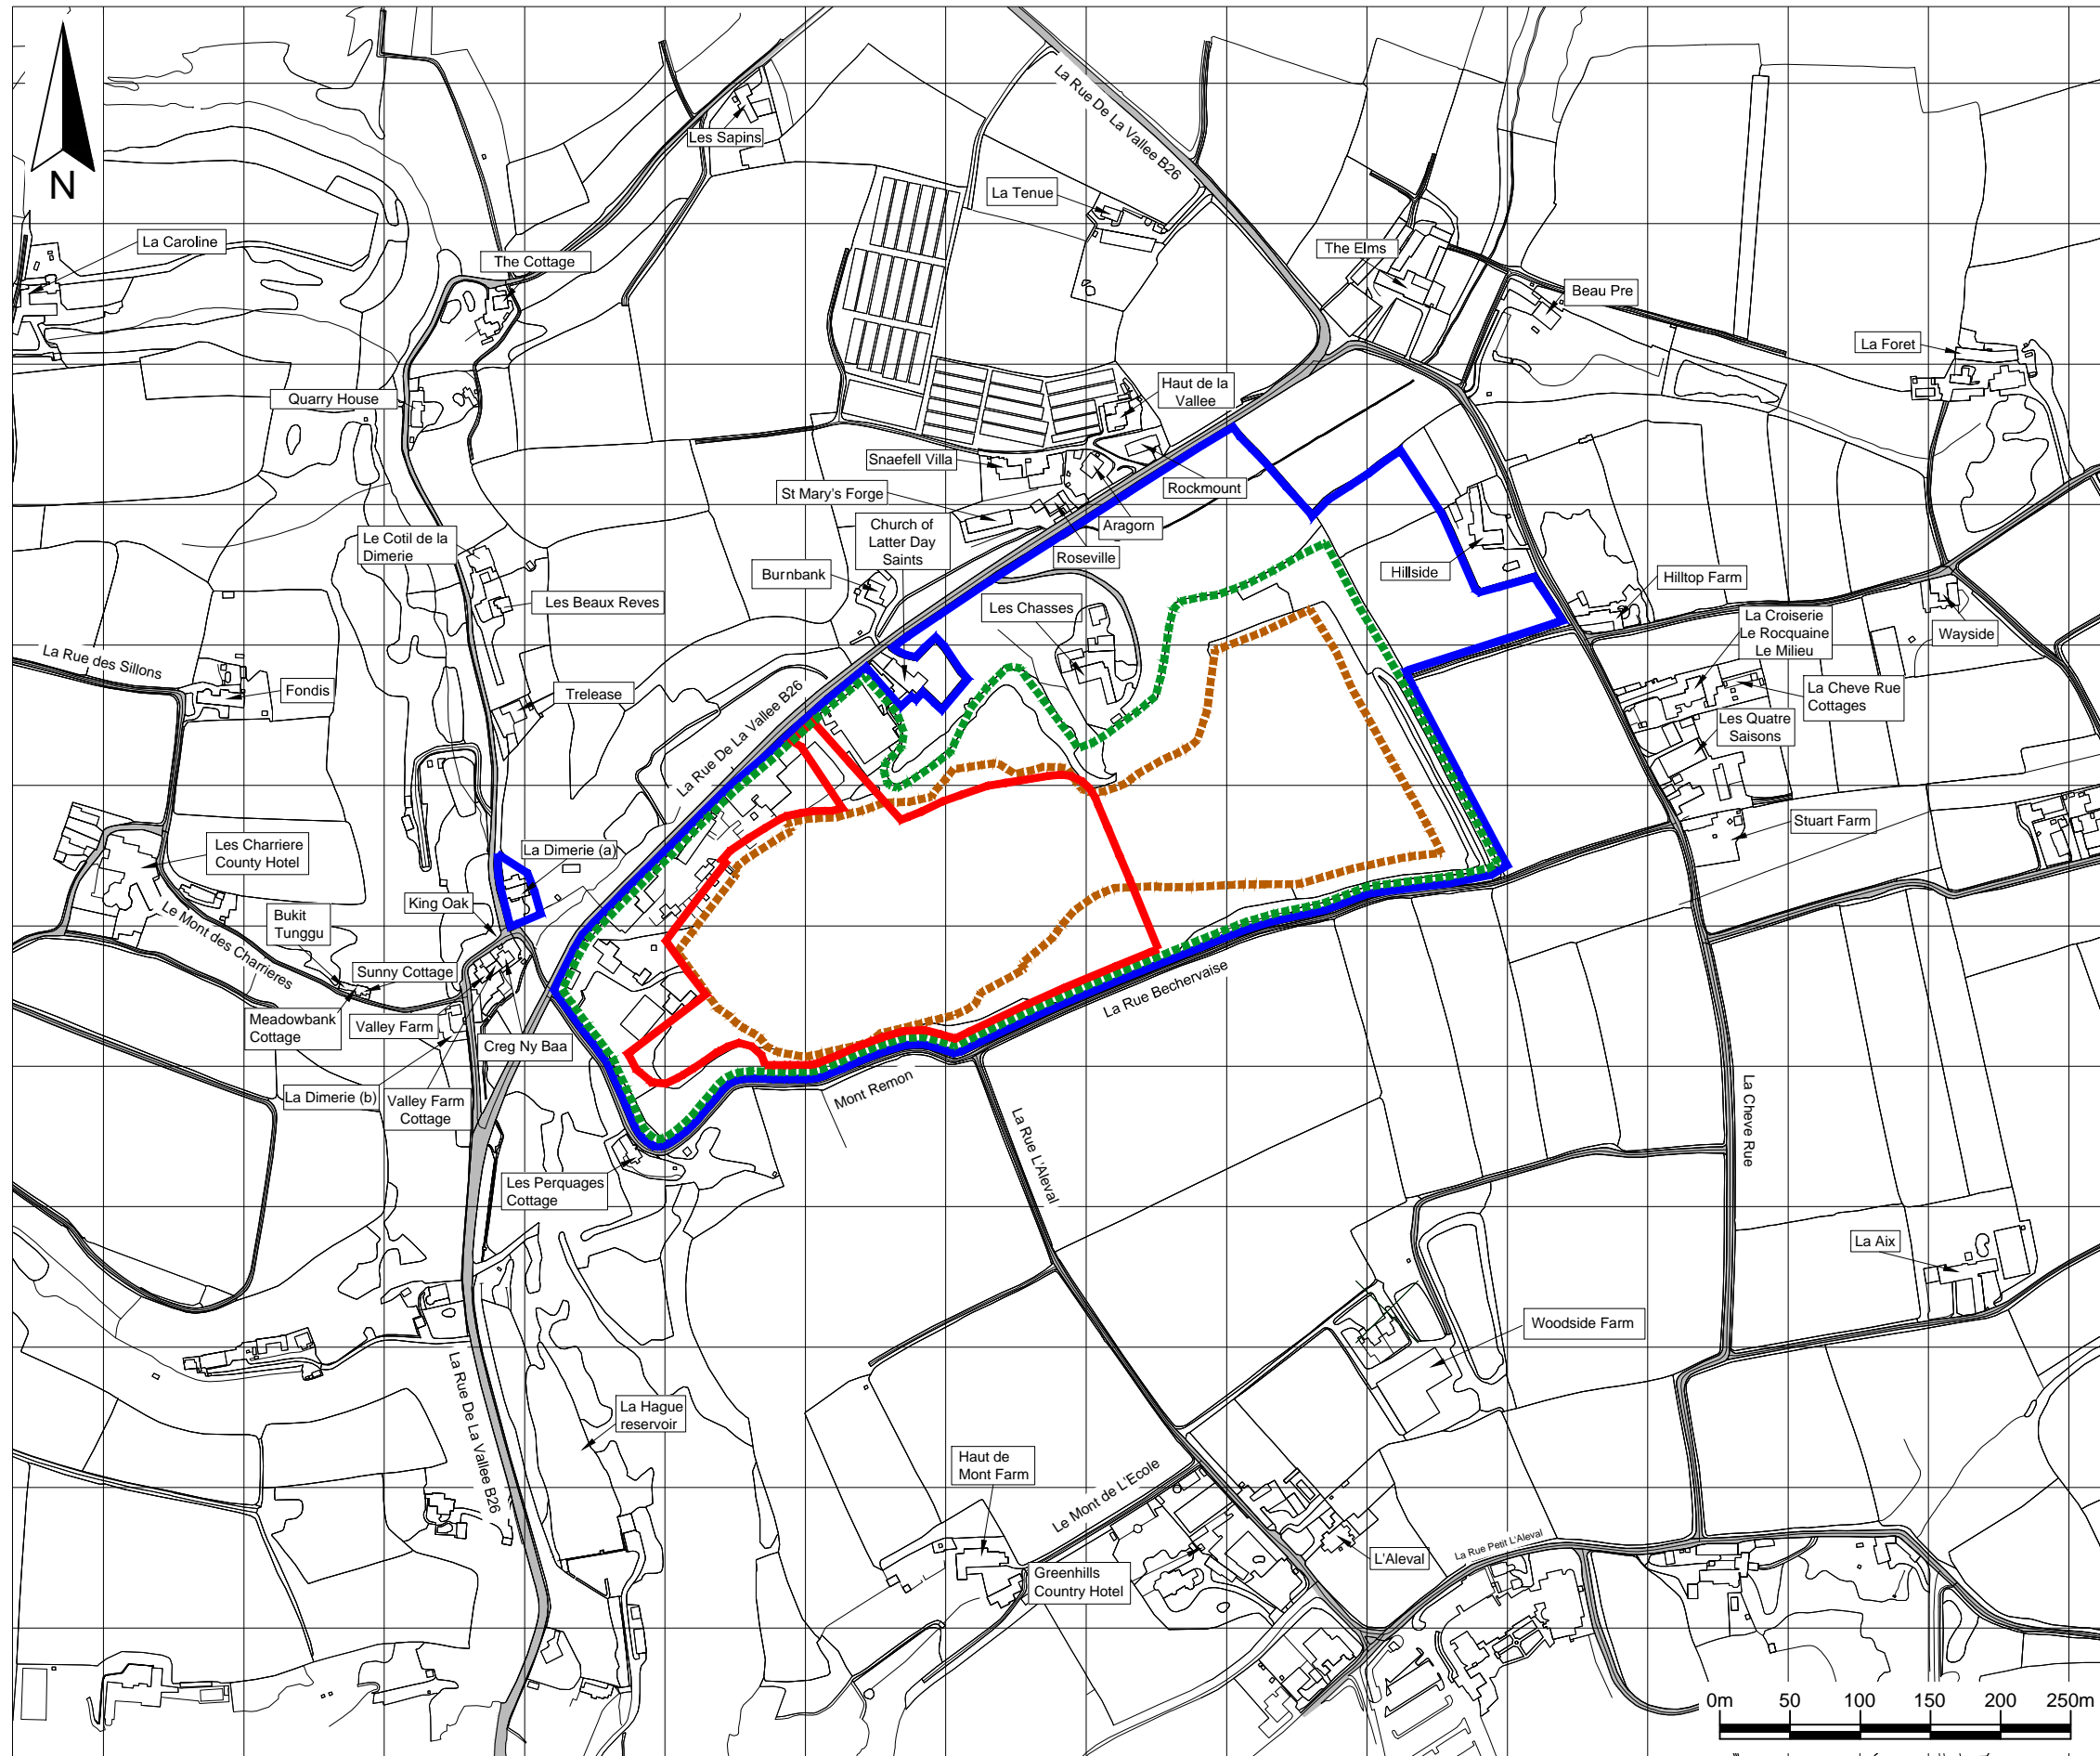 La Rue De La Vallee B26
Les Sapins
La Tenue
N
La Caroline
The Cottage
The Elms
Beau Pre
La Foret
Quarry House
Haut de la
Vallee
Snaefell Villa
St Mary's Forge
Rockmount
Church of
Latter Day
Saints
Aragorn
Roseville
Le Cotil de la
Dimerie
Burnbank
Hillside
Hilltop Farm
Les Beaux Reves
Les Chasses
La Croiserie
Le Rocquaine
Le Milieu
Wayside
La Rue des Sillons
Fondis
Trelease
La Cheve Rue
Cottages
Les Quatre
Saisons
La Rue De La Vallee B26
Stuart Farm
Les Charriere
County Hotel
La Dimerie (a)
King Oak
Le Mont des Charrieres
Bukit
Tunggu
Sunny Cottage
La Rue Bechervaise
Meadowbank
Cottage
Valley Farm
Creg Ny Baa
La Dimerie (b)
Valley Farm
Cottage
Mont Remon
La Rue L'Aleval
La Cheve Rue
Les Perquages
Cottage
La Aix
Woodside Farm
La Rue De La Vallee B26
La Hague
reservoir
Haut de
Mont Farm
Le Mont de L'Ecole
La Rue Petit L'Aleval
L'Aleval
Greenhills
Country Hotel
0m 50 100 150 200 250m